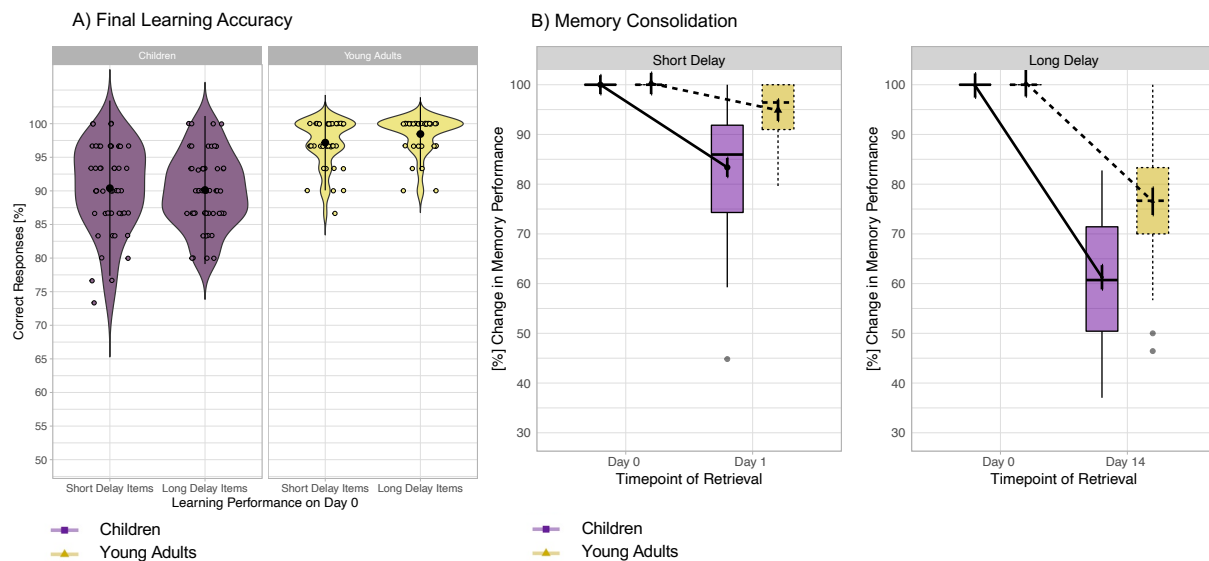 A) Final Learning Accuracy
Children
Young Adults
Correct Responses [%]
100
95
90
85
80
75
70
65
60
55
50
Short Delay Items
Long Delay Items
Short Delay Items
Long Delay Items
Learning Performance on Day 0
Children
Young Adults
B) Memory Consolidation
Short Delay
[%] Change in Memory Performance
100
90
80
70
60
50
40
30
Day 0
Day 1
Timepoint of Retrieval
Long Delay
[%] Change in Memory Performance
100
90
80
70
60
50
40
30
Day 0
Day 14
Timepoint of Retrieval
Children
Young Adults